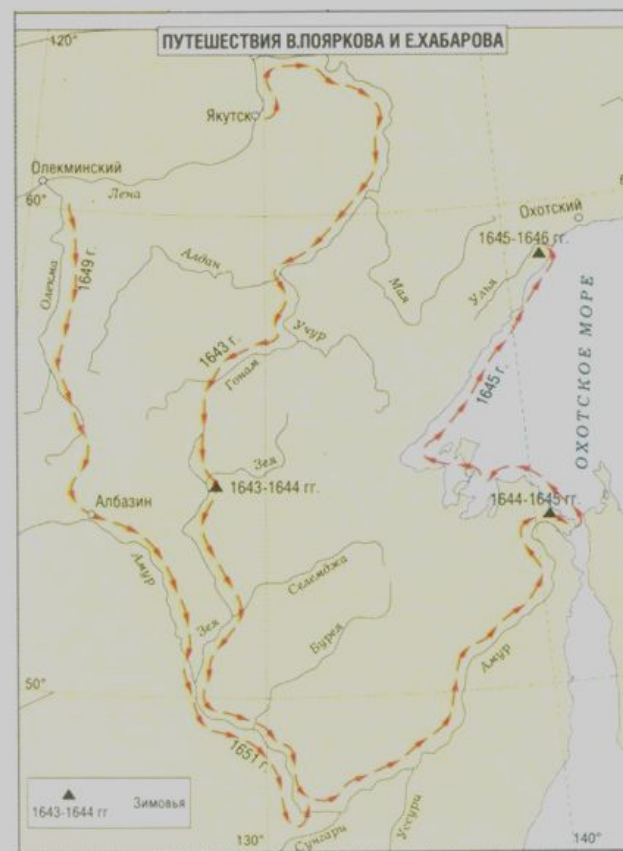 ПУТЕШЕСТВИЯ В.ПОЯРКОВА И Е.ХАБАРОВА
120°
Якутск
Олекминский
Лена
60°
Охотский
1645-1646 гг.
Олекма
1649 г.
Алдан
Мая
Улья
Учур
1643 г.
Гонам
1645 г.
ОХОТСКОЕ МОРЕ
Зея
1643-1644 гг.
1644-1645 гг.
Албазин
Амур
Селемджа
Зея
Бурея
Амур
50°
1651 г.
1643-1644 гг
Зимовья
Сунгари
Уссури
130°
140°